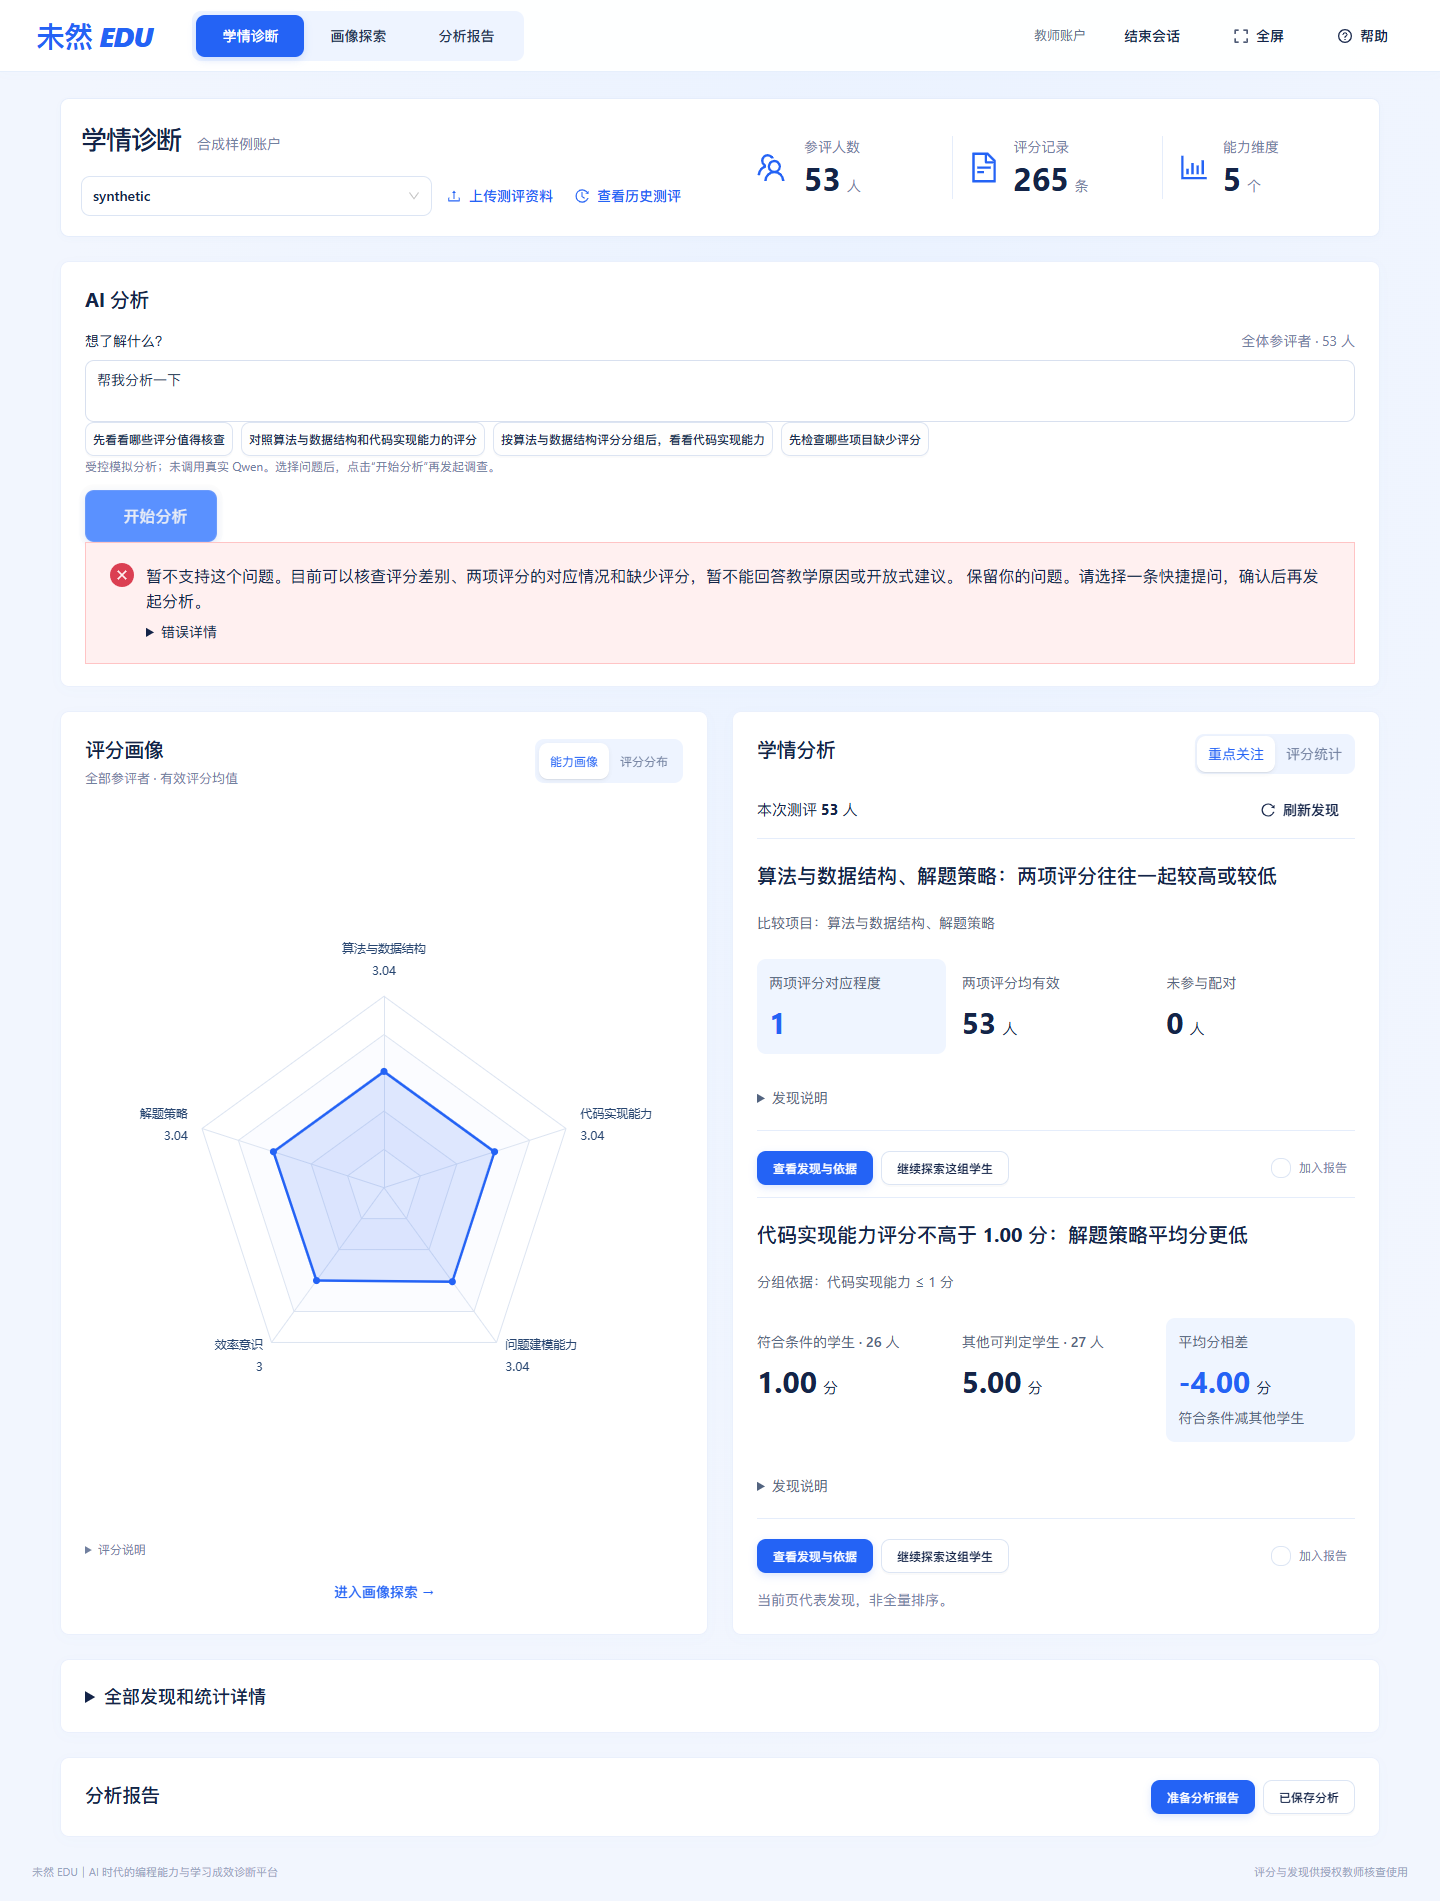 未然 EDU
学情诊断
画像探索
分析报告
教师账户
结束会话
全屏
帮助
学情诊断 合成样例账户
synthetic
上传测评资料
查看历史测评
参评人数
53 人
评分记录
265 条
能力维度
5 个
AI 分析
想了解什么？
全体参评者 · 53 人
帮我分析一下
先看看哪些评分值得核查
对照算法与数据结构和代码实现能力的评分
按算法与数据结构评分分组后，看看代码实现能力
先检查哪些项目缺少评分
受控模拟分析；未调用真实 Qwen。选择问题后，点击“开始分析”再发起调查。
开始分析
暂不支持这个问题。目前可以核查评分差别、两项评分的对应情况和缺少评分，暂不能回答教学原因或开放式建议。 保留你的问题。请选择一条快捷提问，确认后再发
起分析。
错误详情
评分画像
全部参评者 · 有效评分均值
能力画像
评分分布
算法与数据结构
3.04
解题策略
3.04
代码实现能力
3.04
效率意识
3
问题建模能力
3.04
评分说明
进入画像探索 →
学情分析
重点关注
评分统计
本次测评 53 人
刷新发现
算法与数据结构、解题策略：两项评分往往一起较高或较低
比较项目：算法与数据结构、解题策略
两项评分对应程度
1
两项评分均有效
53 人
未参与配对
0 人
发现说明
查看发现与依据
继续探索这组学生
加入报告
代码实现能力评分不高于 1.00 分：解题策略平均分更低
分组依据：代码实现能力 ≤ 1 分
符合条件的学生 · 26 人
1.00 分
其他可判定学生 · 27 人
5.00 分
平均分相差
-4.00 分
符合条件减其他学生
发现说明
查看发现与依据
继续探索这组学生
加入报告
当前页代表发现，非全量排序。
全部发现和统计详情
分析报告
准备分析报告
已保存分析
未然 EDU | AI 时代的编程能力与学习成效诊断平台
评分与发现供授权教师核查使用